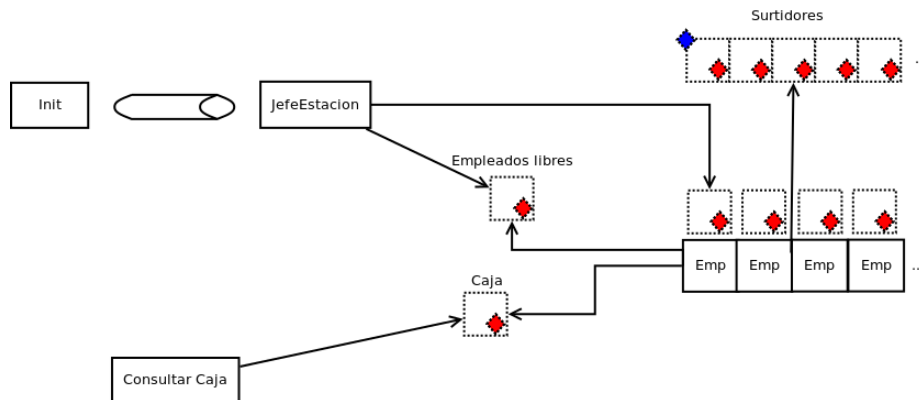 Surtidores
..
Init
JefeEstacion
Empleados libres
Emp
Emp
Emp
Emp
..
Caja
Consultar Caja